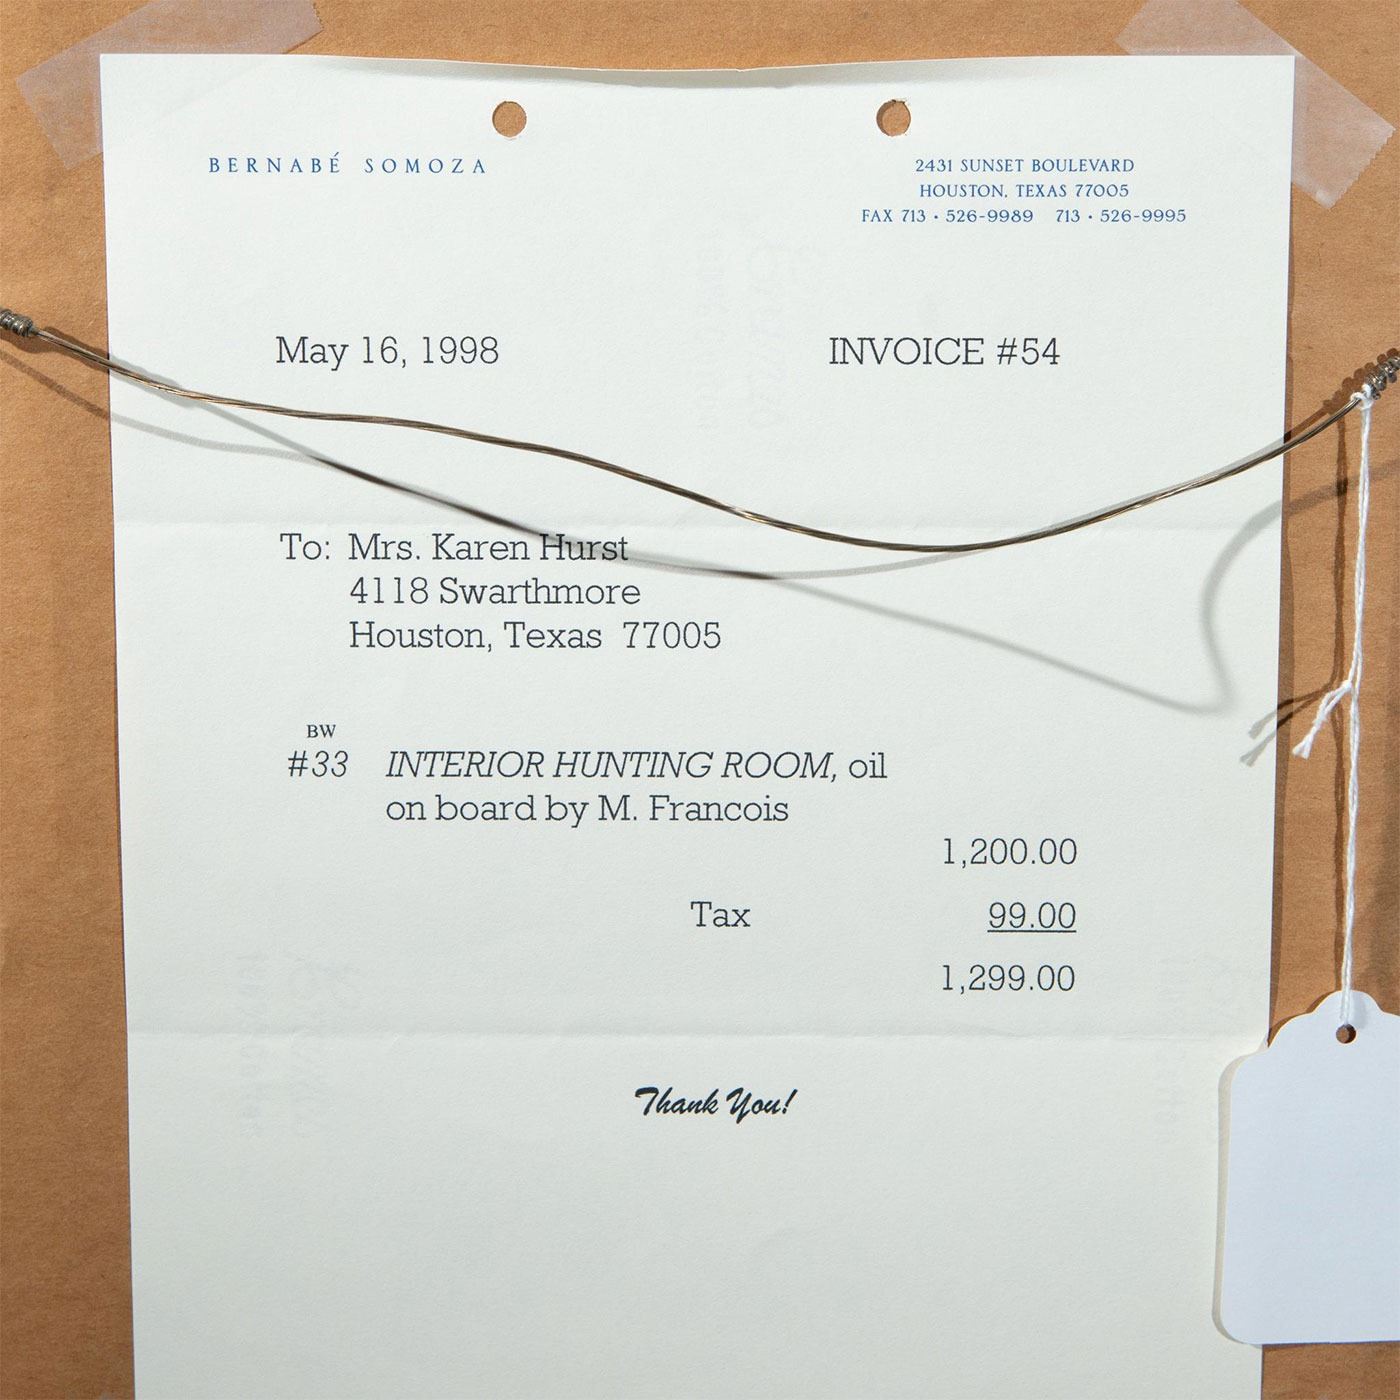 BERNABÉ SOMOZA
2431 SUNSET BOULEVARD
HOUSTON, TEXAS 77005
FAX 713 • 526-9989 713 • 526-9995
May 16, 1998
INVOICE #54
To: Mrs. Karen Hurst
4118 Swarthmore
Houston, Texas 77005
BW
#33 INTERIOR HUNTING ROOM, oil
on board by M. Francois
1,200.00
Tax 99.00
1,299.00
Thank You!